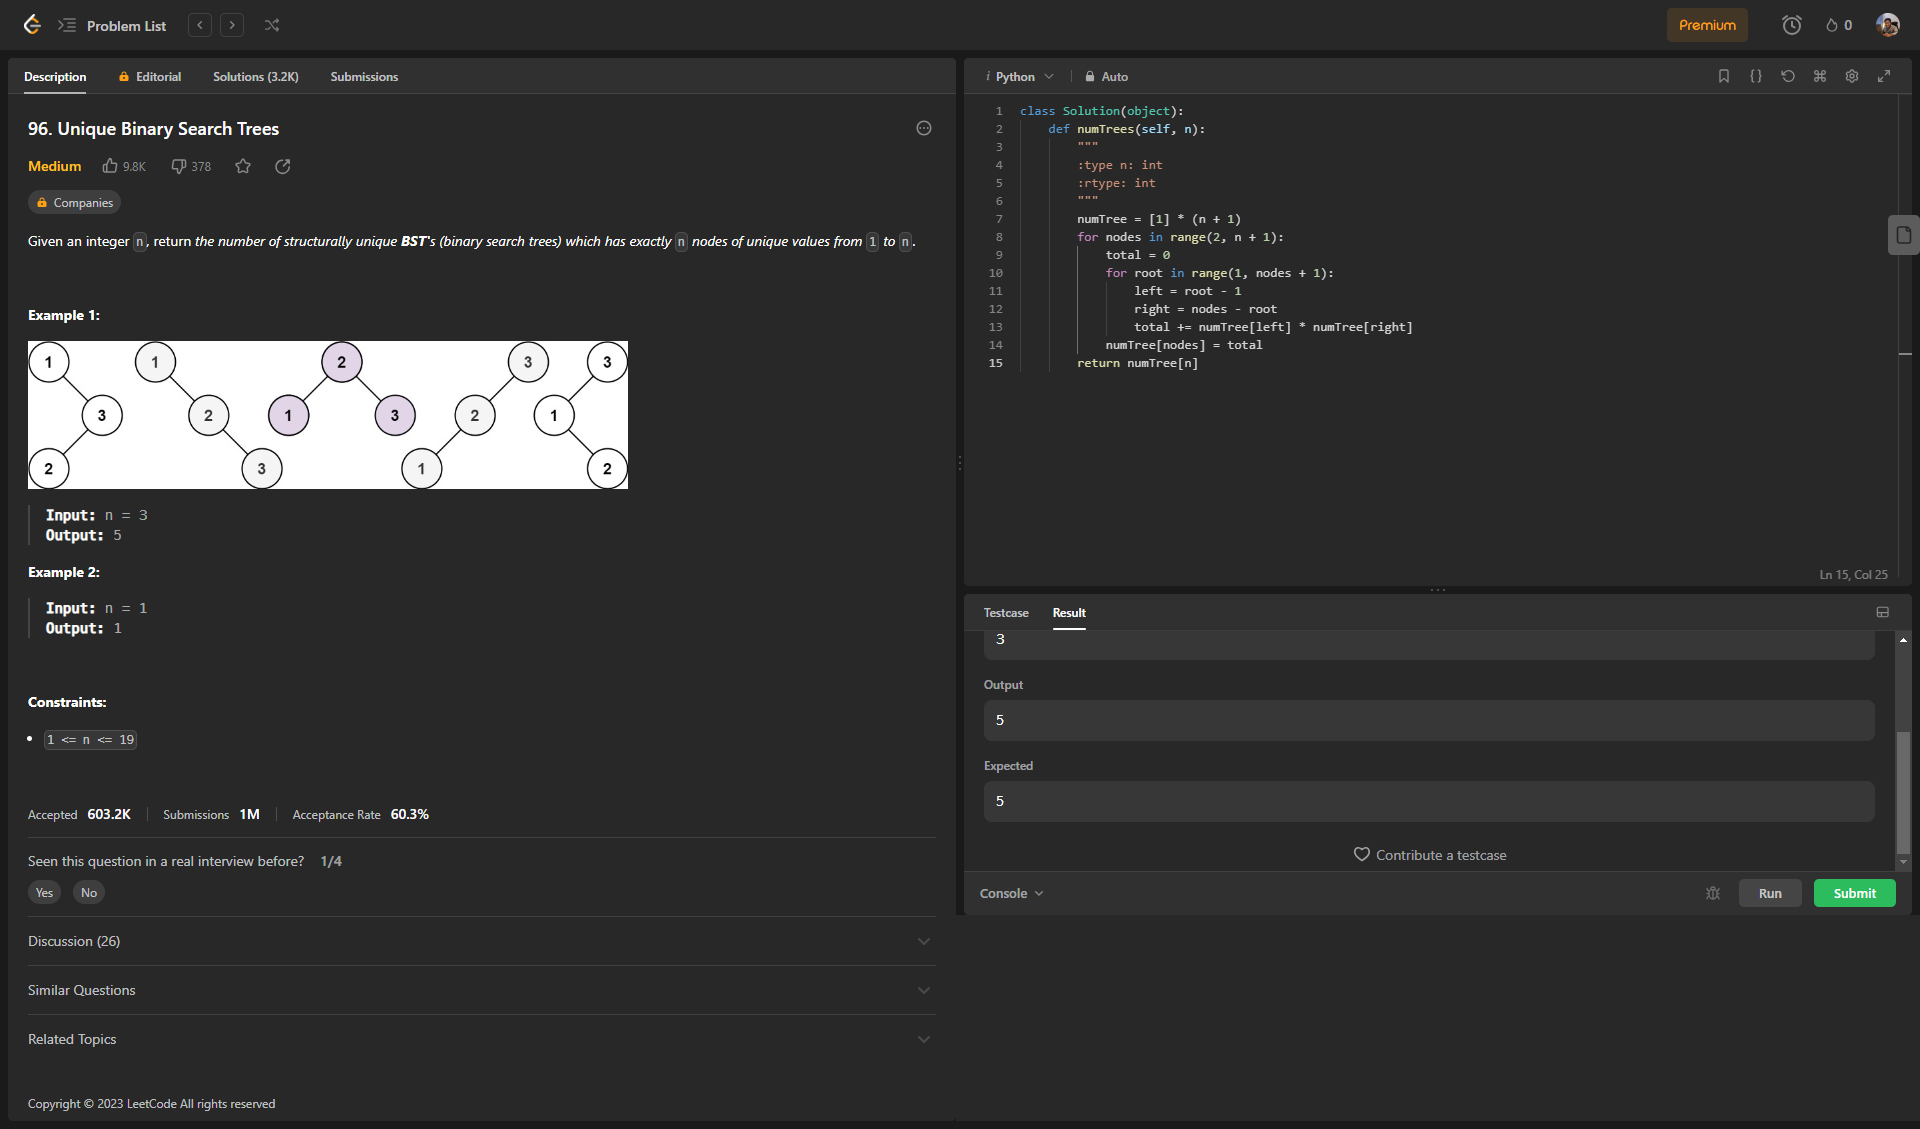 Problem List
Premium
0
Description
Editorial
Solutions (3.2K)
Submissions
96. Unique Binary Search Trees
Medium
9.8K
378
Companies
Given an integer n, return the number of structurally unique BST's (binary search trees) which has exactly n nodes of unique values from 1 to n.
Example 1:
1 1 2 3 3
3 2 1 3 2 1
2 3 1 2
Input: n = 3
Output: 5
Example 2:
Input: n = 1
Output: 1
Constraints:
1 <= n <= 19
Accepted 603.2K Submissions 1M Acceptance Rate 60.3%
Seen this question in a real interview before? 1/4
Yes No
Discussion (26)
Similar Questions
Related Topics
Copyright © 2023 LeetCode All rights reserved
i Python Auto
1 class Solution(object):
2 def numTrees(self, n):
3 """
4 :type n: int
5 :rtype: int
6 """
7 numTree = [1] * (n + 1)
8 for nodes in range(2, n + 1):
9 total = 0
10 for root in range(1, nodes + 1):
11 left = root - 1
12 right = nodes - root
13 total += numTree[left] * numTree[right]
14 numTree[nodes] = total
15 return numTree[n]
Ln 15, Col 25
Testcase Result
3
Output
5
Expected
5
Contribute a testcase
Console
Run
Submit